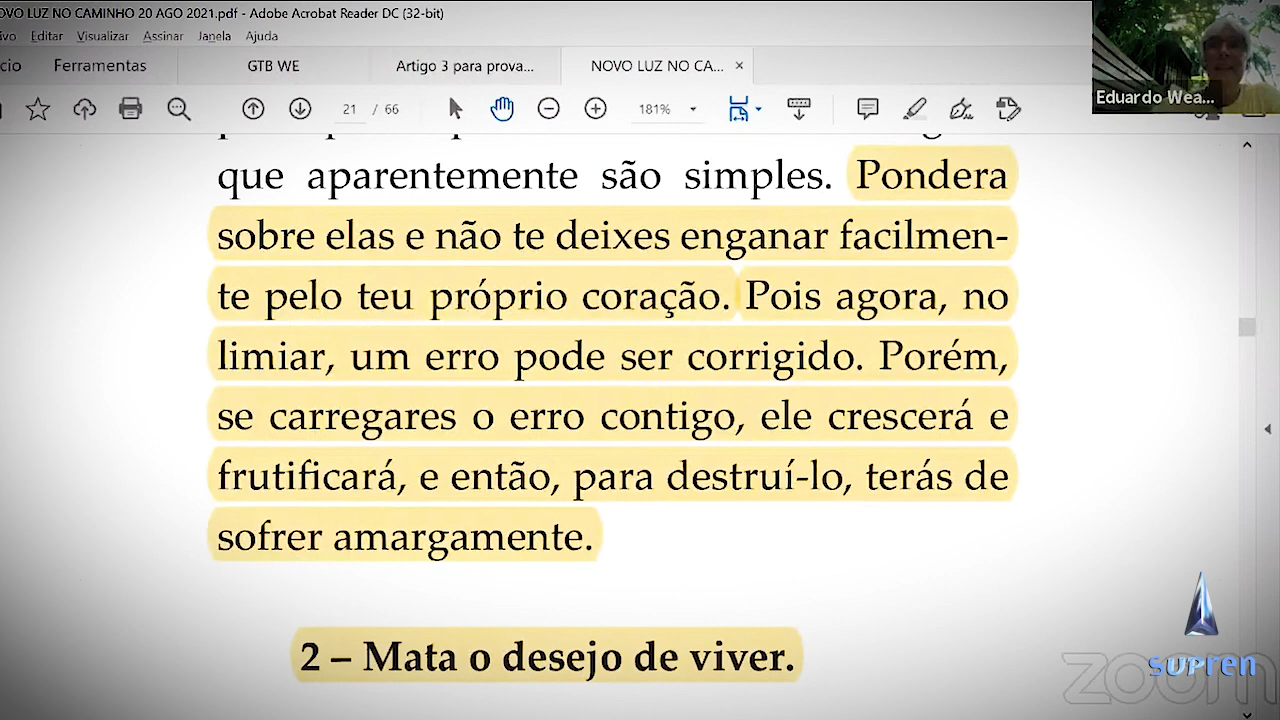 OVO LUZ NO CAMINHO 20 AGO 2021.pdf - Adobe Acrobat Reader DC (32-bit)
Editar Visualizar Assinar Janela Ajuda
Ferramentas GTB WE Artigo 3 para prova... NOVO LUZ NO CA... ×
21 / 66 181%
Eduardo Wea...
que aparentemente são simples. Pondera
sobre elas e não te deixes enganar facilmen-
te pelo teu próprio coração. Pois agora, no
limiar, um erro pode ser corrigido. Porém,
se carregares o erro contigo, ele crescerá e
frutificará, e então, para destruí-lo, terás de
sofrer amargamente.
2 – Mata o desejo de viver.
zoom
supren